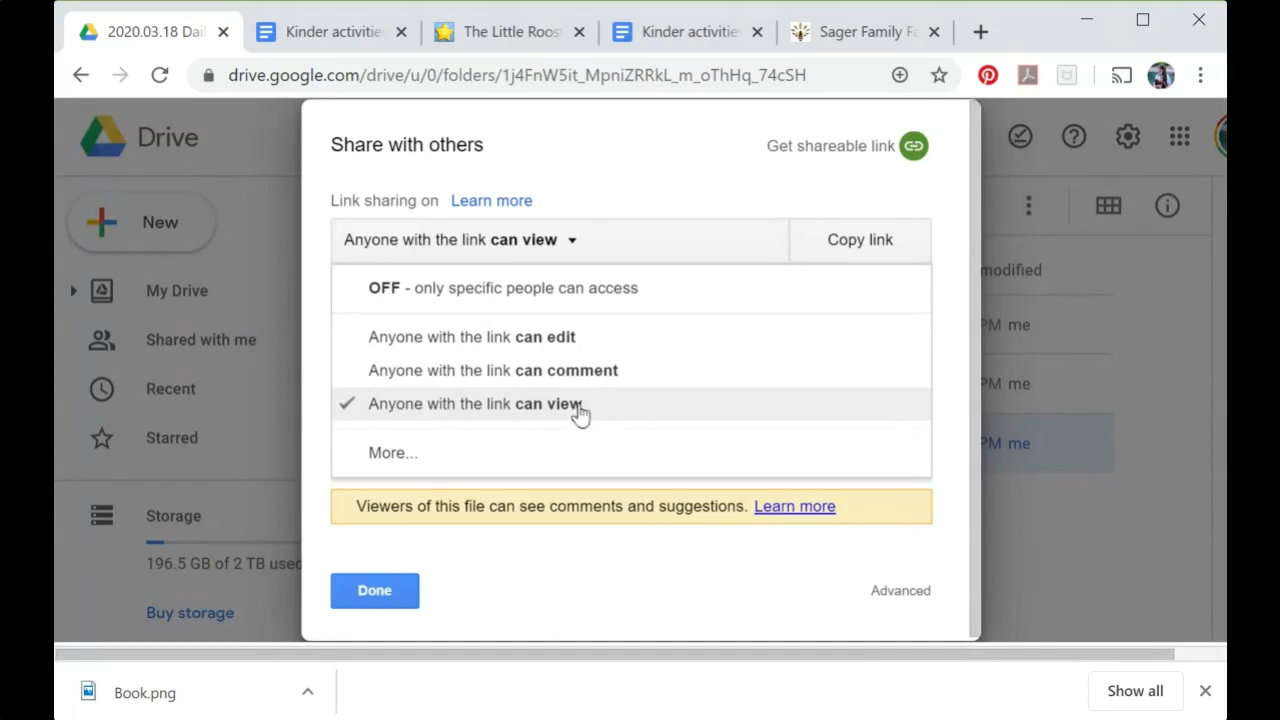 2020.03.18 Dail
Kinder activitie
The Little Roost
Kinder activitie
Sager Family Fa
drive.google.com/drive/u/0/folders/1j4FnW5it_MpniZRRkL_m_oThHq_74cSH
Drive
New
My Drive
Shared with me
Recent
Starred
Storage
196.5 GB of 2 TB used
Buy storage
Share with others
Get shareable link
Link sharing on Learn more
Anyone with the link can view
Copy link
OFF - only specific people can access
Anyone with the link can edit
Anyone with the link can comment
Anyone with the link can view
More...
Viewers of this file can see comments and suggestions. Learn more
Done
Advanced
modified
PM me
PM me
PM me
Book.png
Show all